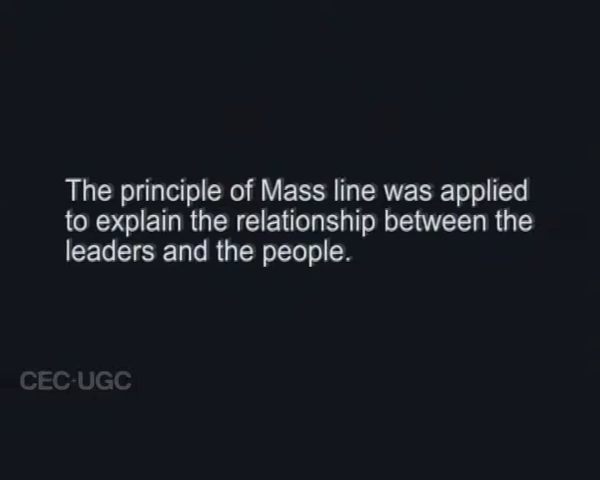 The principle of Mass line was applied
to explain the relationship between the
leaders and the people.
CEC-UGC